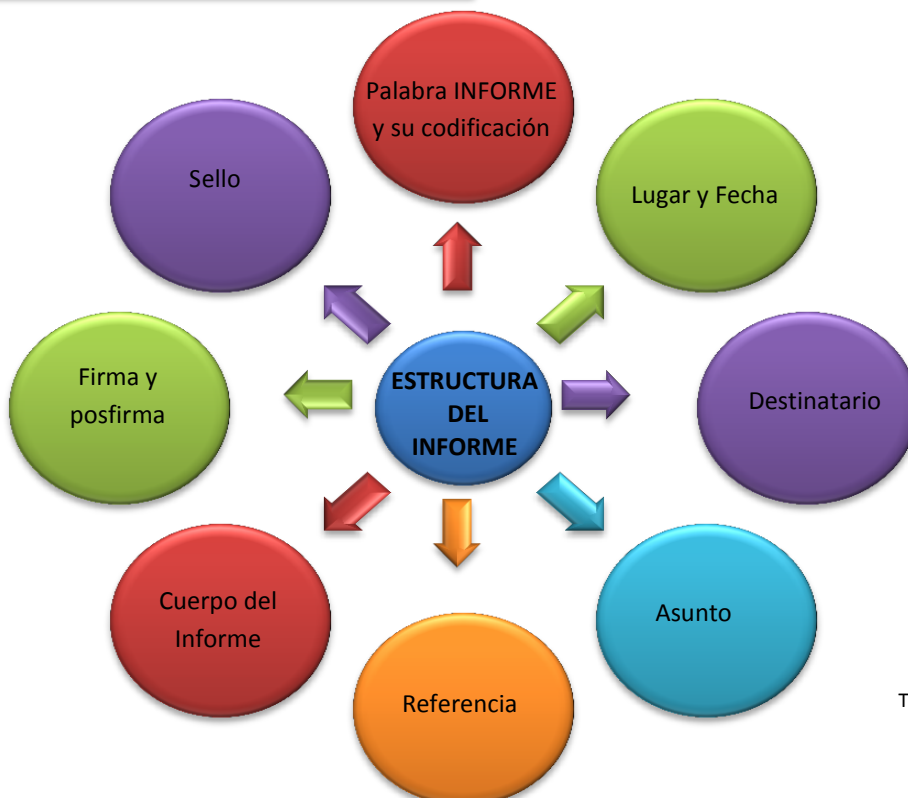 Palabra INFORME
y su codificación
Lugar y Fecha
Destinatario
Asunto
Referencia
Cuerpo del
Informe
Firma y
posfirma
Sello
ESTRUCTURA
DEL
INFORME
T